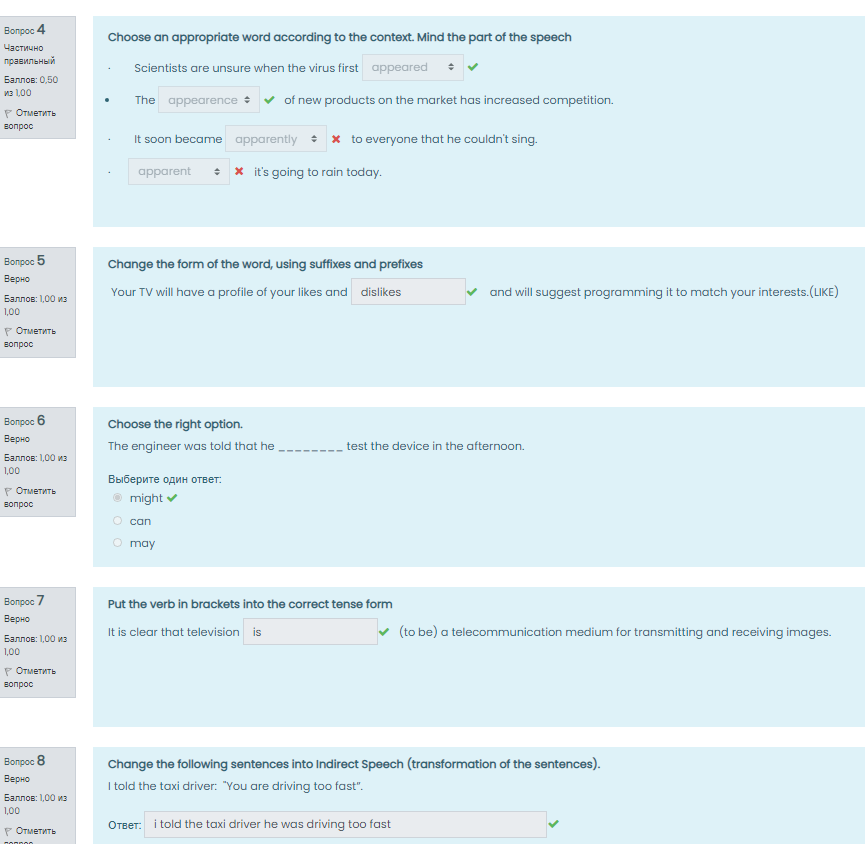 Вопрос 4
Частично
правильный
Баллов: 0,50
из 1,00
Отметить
вопрос
Choose an appropriate word according to the context. Mind the part of the speech
Scientists are unsure when the virus first appeared
The appearence of new products on the market has increased competition.
It soon became apparently to everyone that he couldn't sing.
apparent it's going to rain today.
Вопрос 5
Верно
Баллов: 1,00 из
1,00
Отметить
вопрос
Change the form of the word, using suffixes and prefixes
Your TV will have a profile of your likes and dislikes and will suggest programming it to match your interests.(LIKE)
Вопрос 6
Верно
Баллов: 1,00 из
1,00
Отметить
вопрос
Choose the right option.
The engineer was told that he ________ test the device in the afternoon.
Выберите один ответ:
might
can
may
Вопрос 7
Верно
Баллов: 1,00 из
1,00
Отметить
вопрос
Put the verb in brackets into the correct tense form
It is clear that television is (to be) a telecommunication medium for transmitting and receiving images.
Вопрос 8
Верно
Баллов: 1,00 из
1,00
Отметить
вопрос
Change the following sentences into Indirect Speech (transformation of the sentences).
I told the taxi driver: "You are driving too fast".
Ответ: i told the taxi driver he was driving too fast